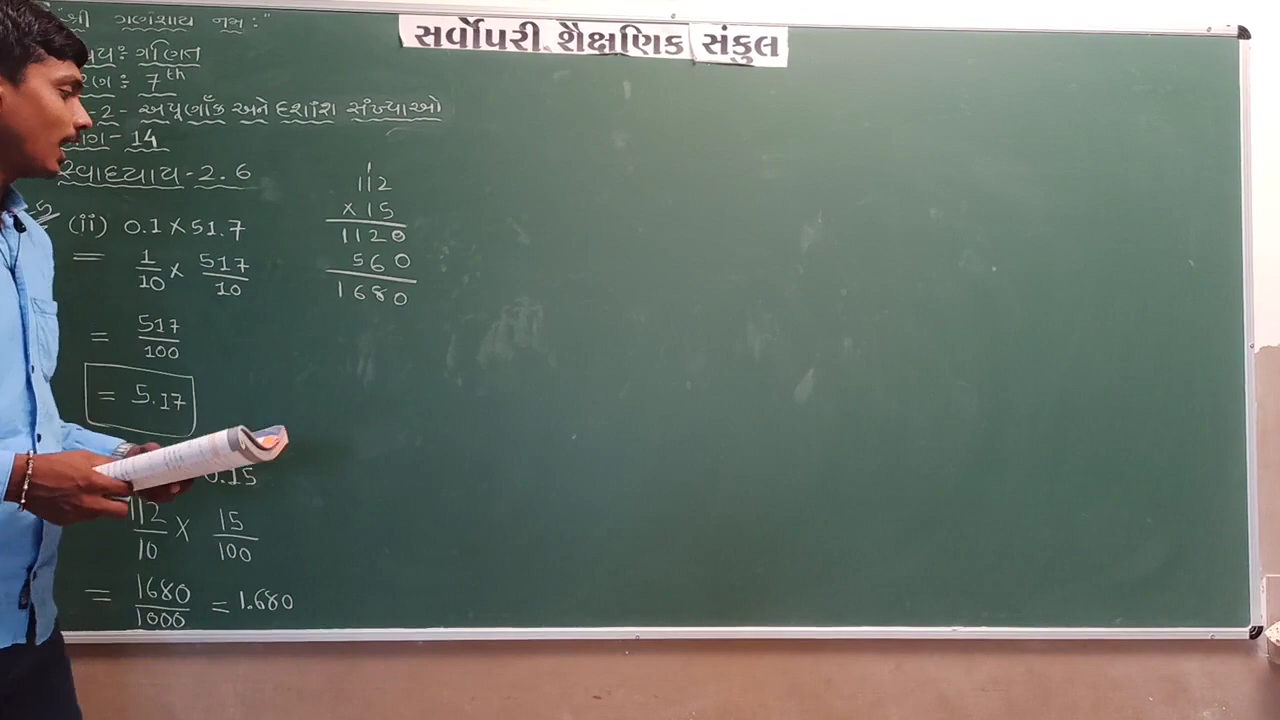 "શ્રી ગણેશાય નમઃ"
સર્વોપરી શૈક્ષણિક સંકુલ
ગણિત
7th
-2- અપૂર્ણાંક અને દશાંશ સંખ્યાઓ
- 14
સ્વાધ્યાય-2.6
112
×15
1120
560
1680
(ii) 0.1 × 51.7
= 1/10 × 517/10
= 517/100
= 5.17
0.15
112/10 × 15/100
= 1680/1000 = 1.680